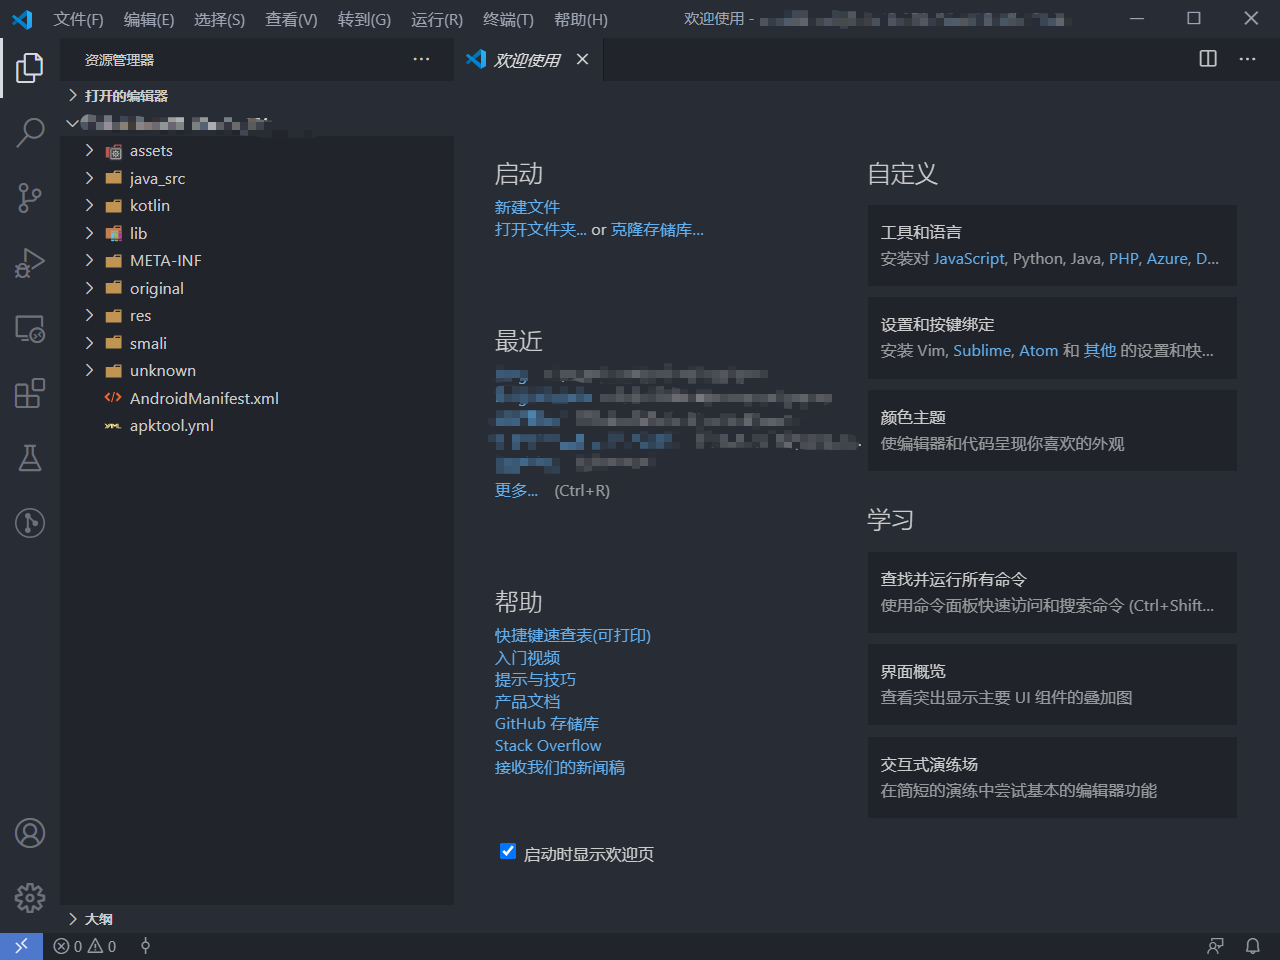 文件(F) 编辑(E) 选择(S) 查看(V) 转到(G) 运行(R) 终端(T) 帮助(H) 欢迎使用 -
资源管理器
欢迎使用
打开的编辑器
assets
java_src
kotlin
lib
META-INF
original
res
smali
unknown
AndroidManifest.xml
apktool.yml
大纲
启动
新建文件
打开文件夹... or 克隆存储库...
最近
更多... (Ctrl+R)
帮助
快捷键速查表(可打印)
入门视频
提示与技巧
产品文档
GitHub 存储库
Stack Overflow
接收我们的新闻稿
启动时显示欢迎页
自定义
工具和语言
安装对 JavaScript, Python, Java, PHP, Azure, D...
设置和按键绑定
安装 Vim, Sublime, Atom 和 其他 的设置和快...
颜色主题
使编辑器和代码呈现你喜欢的外观
学习
查找并运行所有命令
使用命令面板快速访问和搜索命令 (Ctrl+Shift...
界面概览
查看突出显示主要 UI 组件的叠加图
交互式演练场
在简短的演练中尝试基本的编辑器功能
0 0